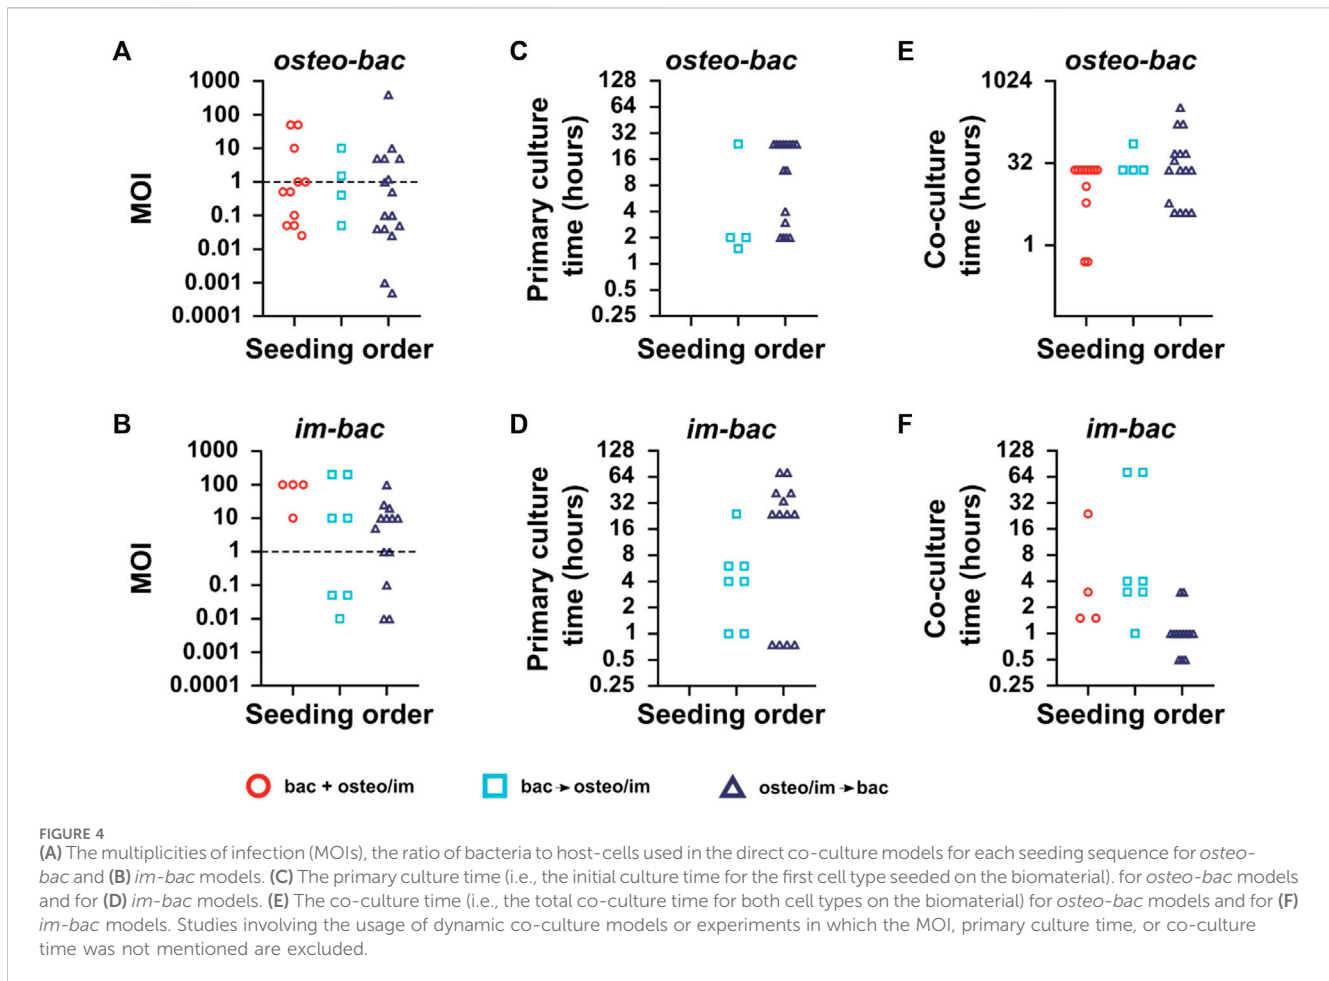 A
osteo-bac
MOI
1000
100
10
1
0.1
0.01
0.001
0.0001
Seeding order
C
osteo-bac
Primary culture
time (hours)
128
64
32
16
8
4
2
1
0.5
0.25
Seeding order
E
osteo-bac
Co-culture
time (hours)
1024
32
1
Seeding order
B
im-bac
MOI
1000
100
10
1
0.1
0.01
0.001
0.0001
Seeding order
D
im-bac
Primary culture
time (hours)
128
64
32
16
8
4
2
1
0.5
0.25
Seeding order
F
im-bac
Co-culture
time (hours)
128
64
32
16
8
4
2
1
0.5
0.25
Seeding order
bac + osteo/im
bac → osteo/im
osteo/im → bac
FIGURE 4
(A) The multiplicities of infection (MOIs), the ratio of bacteria to host-cells used in the direct co-culture models for each seeding sequence for osteo-
bac and (B) im-bac models. (C) The primary culture time (i.e., the initial culture time for the first cell type seeded on the biomaterial). for osteo-bac models
and for (D) im-bac models. (E) The co-culture time (i.e., the total co-culture time for both cell types on the biomaterial) for osteo-bac models and for (F)
im-bac models. Studies involving the usage of dynamic co-culture models or experiments in which the MOI, primary culture time, or co-culture
time was not mentioned are excluded.